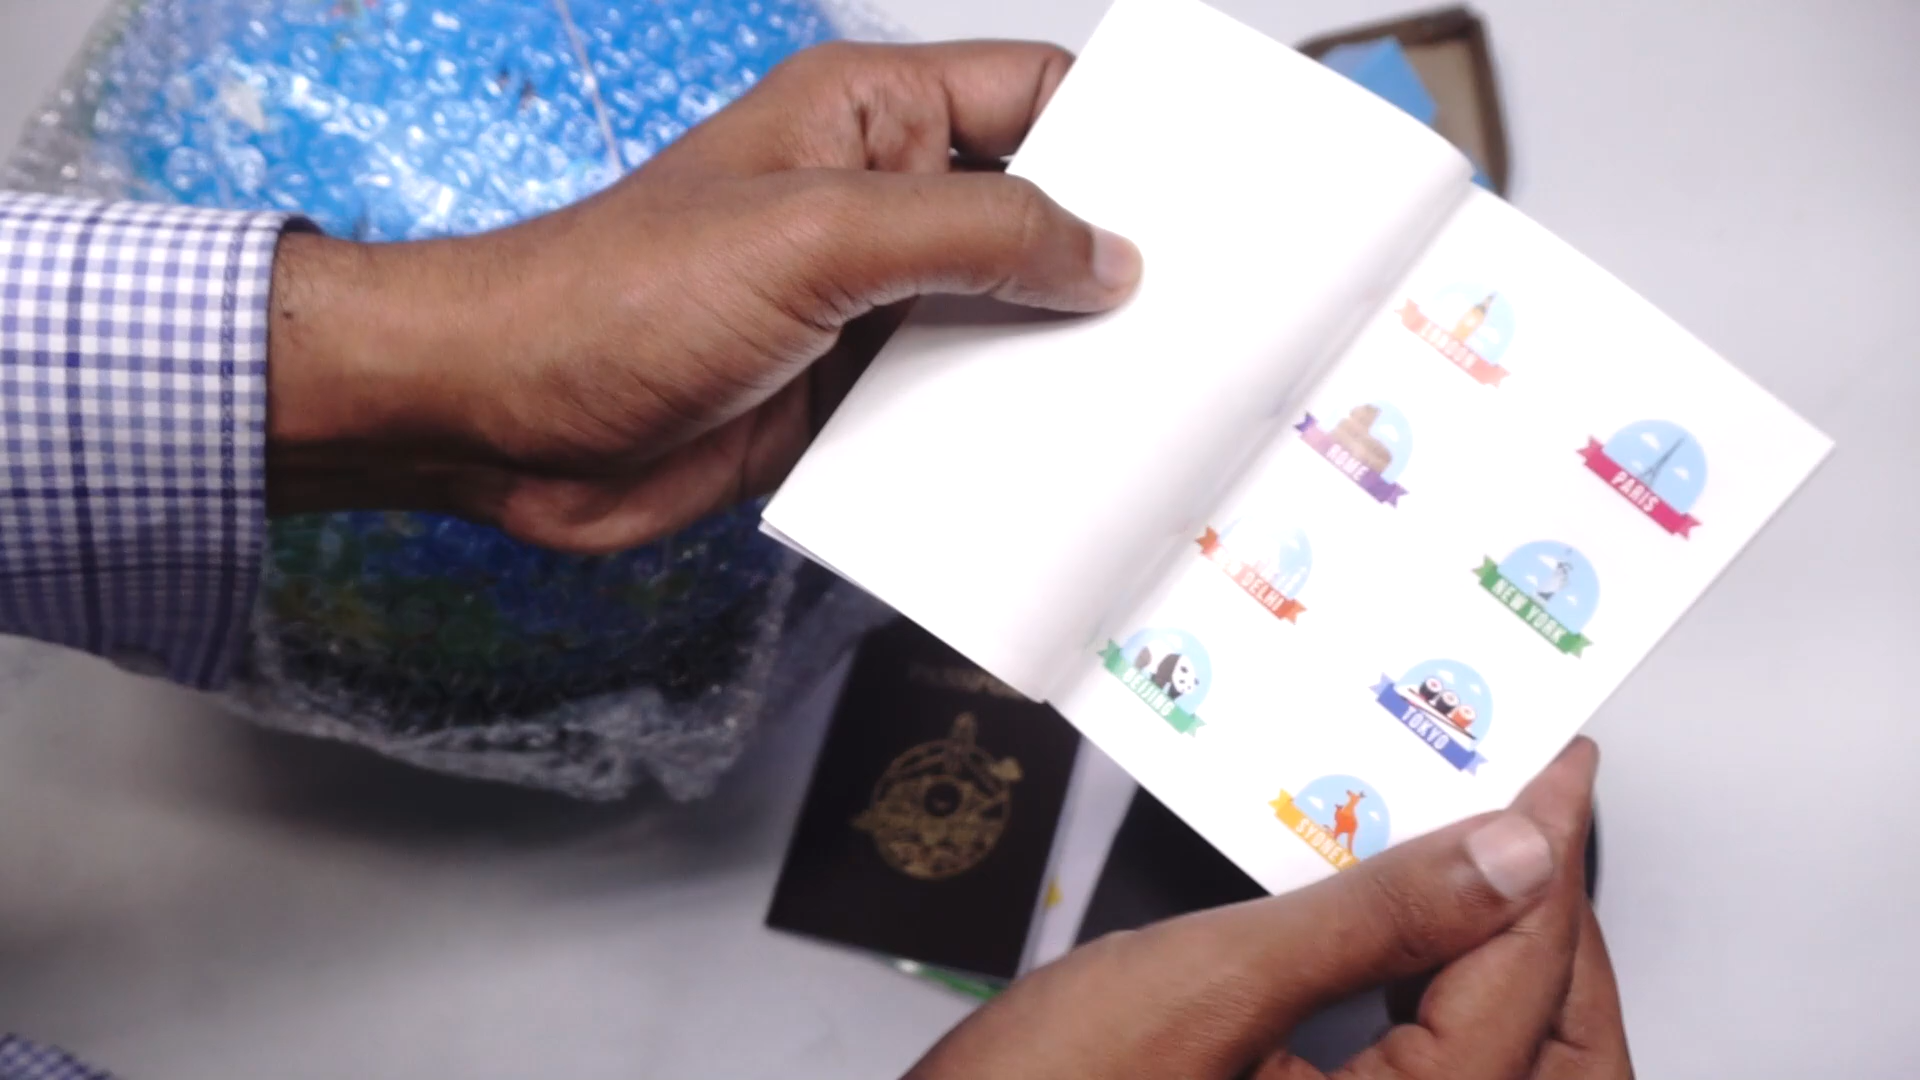 LONDON
ROME
PARIS
NEW DELHI
NEW YORK
BEIJING
TOKYO
SYDNEY